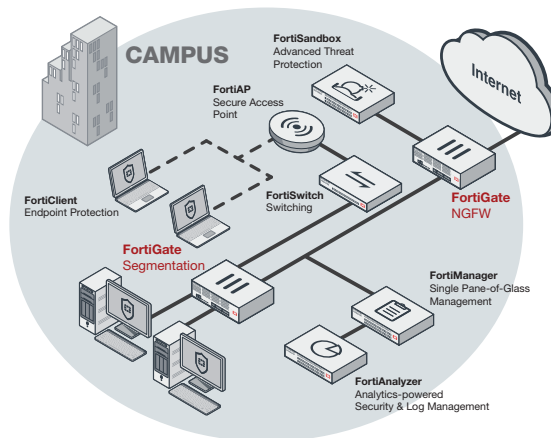 CAMPUS
FortiSandbox
Advanced Threat
Protection
Internet
FortiAP
Secure Access
Point
FortiGate
NGFW
FortiClient
Endpoint Protection
FortiSwitch
Switching
FortiGate
Segmentation
FortiManager
Single Pane-of-Glass
Management
FortiAnalyzer
Analytics-powered
Security & Log Management